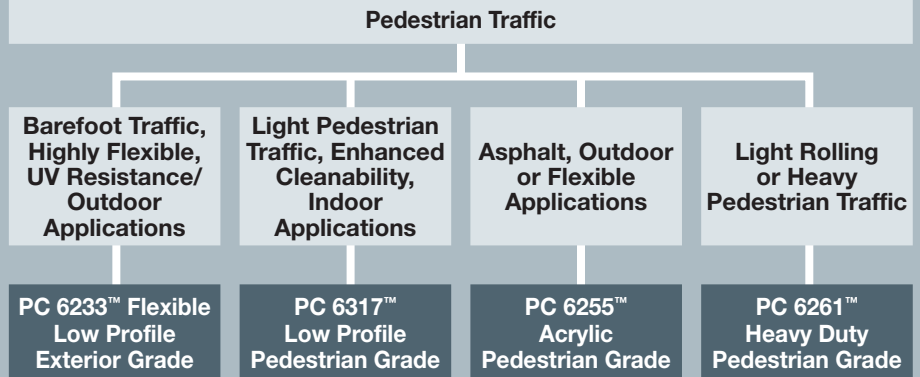 Pedestrian Traffic
Barefoot Traffic,
Highly Flexible,
UV Resistance/
Outdoor
Applications
Light Pedestrian
Traffic, Enhanced
Cleanability,
Indoor
Applications
Asphalt, Outdoor
or Flexible
Applications
Light Rolling
or Heavy
Pedestrian Traffic
PC 6233™ Flexible
Low Profile
Exterior Grade
PC 6317™
Low Profile
Pedestrian Grade
PC 6255™
Acrylic
Pedestrian Grade
PC 6261™
Heavy Duty
Pedestrian Grade